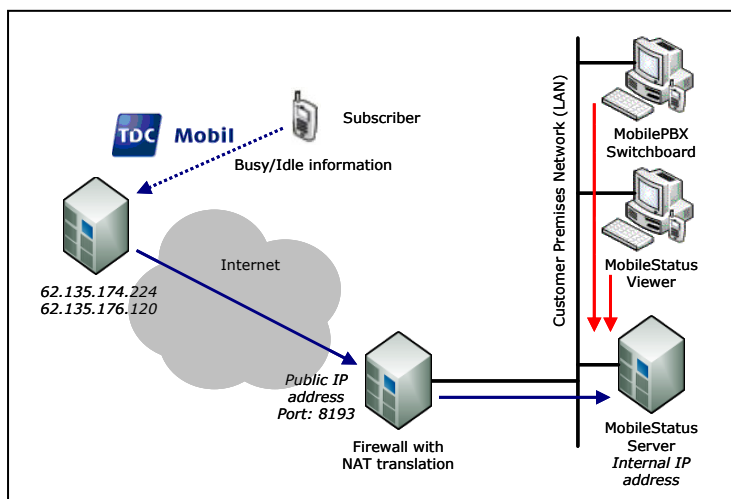 TDC Mobil
Subscriber
Busy/Idle information
Internet
62.135.174.224
62.135.176.120
Public IP
address
Port: 8193
Firewall with
NAT translation
Customer Premises Network (LAN)
MobilePBX
Switchboard
MobileStatus
Viewer
MobileStatus
Server
Internal IP
address